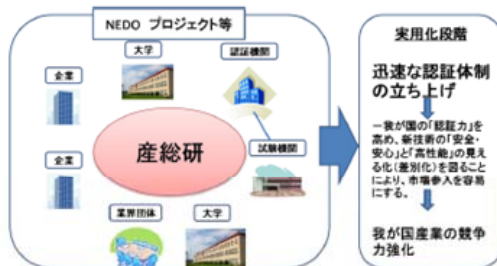 NEDO プロジェクト等
大学
認証機関
企業
産総研
企業
試験機関
業界団体
大学
実用化段階
迅速な認証体制
の立ち上げ
－我が国の「認証力」を
高め、新技術の「安全・
安心」と「高性能」の見え
る化(差別化)を図ること
により、市場参入を容易
にする。
我が国産業の競争
力強化